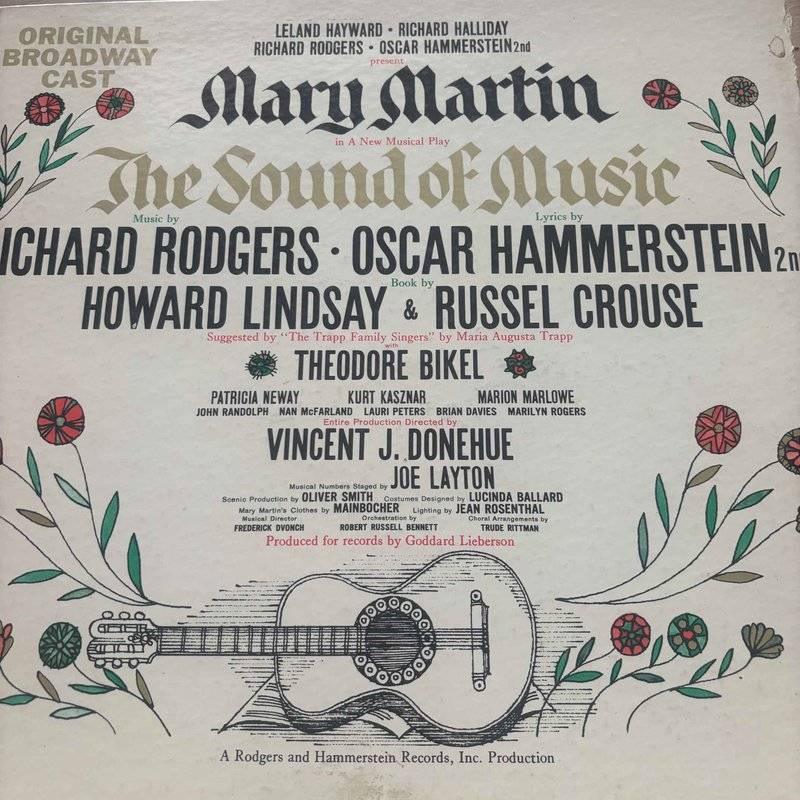 ORIGINAL
BROADWAY
CAST
LELAND HAYWARD • RICHARD HALLIDAY
RICHARD RODGERS • OSCAR HAMMERSTEIN 2nd
present
Mary Martin
in A New Musical Play
The Sound of Music
Music by Lyrics by
ICHARD RODGERS • OSCAR HAMMERSTEIN 2n
Book by
HOWARD LINDSAY & RUSSEL CROUSE
Suggested by "The Trapp Family Singers" by Maria Augusta Trapp
with
THEODORE BIKEL
PATRICIA NEWAY KURT KASZNAR MARION MARLOWE
JOHN RANDOLPH NAN McFARLAND LAURI PETERS BRIAN DAVIES MARILYN ROGERS
Entire Production Directed by
VINCENT J. DONEHUE
Musical Numbers Staged by JOE LAYTON
Scenic Production by OLIVER SMITH Costumes Designed by LUCINDA BALLARD
Mary Martin's Clothes by MAINBOCHER Lighting by JEAN ROSENTHAL
Musical Director Orchestration by Choral Arrangements by
FREDERICK DVONCH ROBERT RUSSELL BENNETT TRUDE RITTMAN
Produced for records by Goddard Lieberson
A Rodgers and Hammerstein Records, Inc. Production